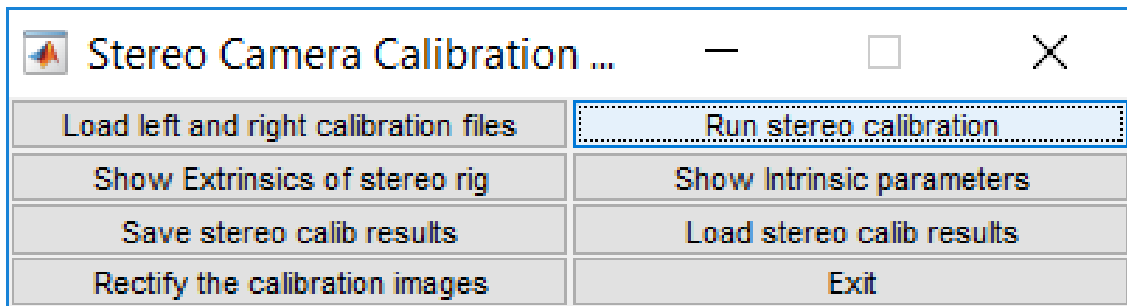 Stereo Camera Calibration ...
Load left and right calibration files Run stereo calibration
Show Extrinsics of stereo rig Show Intrinsic parameters
Save stereo calib results Load stereo calib results
Rectify the calibration images Exit